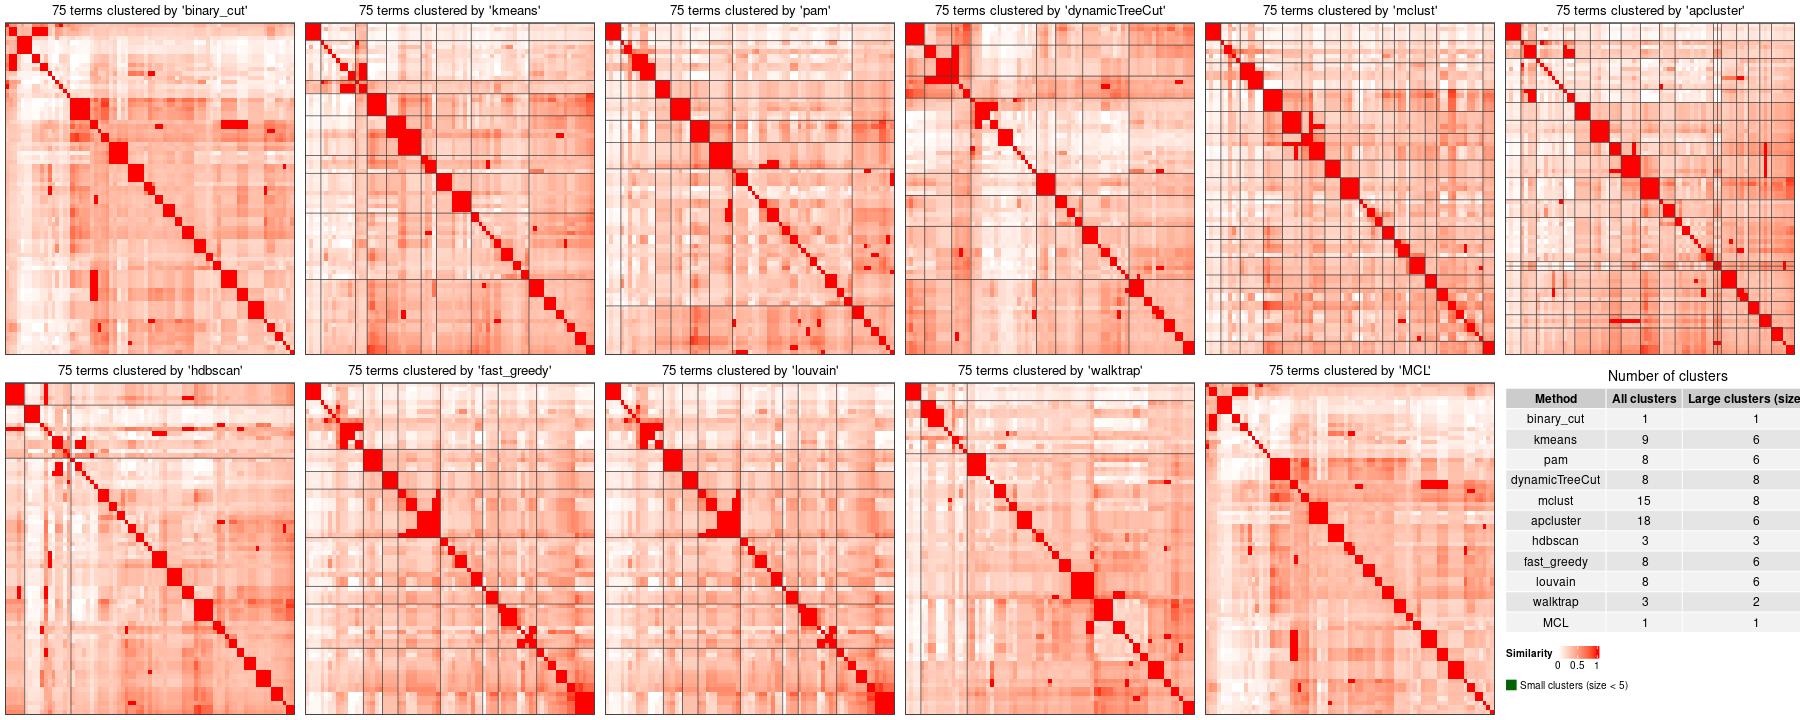 75 terms clustered by 'binary_cut'
75 terms clustered by 'kmeans'
75 terms clustered by 'pam'
75 terms clustered by 'dynamicTreeCut'
75 terms clustered by 'mclust'
75 terms clustered by 'apcluster'
75 terms clustered by 'hdbscan'
75 terms clustered by 'fast_greedy'
75 terms clustered by 'louvain'
75 terms clustered by 'walktrap'
75 terms clustered by 'MCL'
Number of clusters
Method All clusters Large clusters (size
binary_cut 1 1
kmeans 9 6
pam 8 6
dynamicTreeCut 8 8
mclust 15 8
apcluster 18 6
hdbscan 3 3
fast_greedy 8 6
louvain 8 6
walktrap 3 2
MCL 1 1
Similarity
0 0.5 1
Small clusters (size < 5)